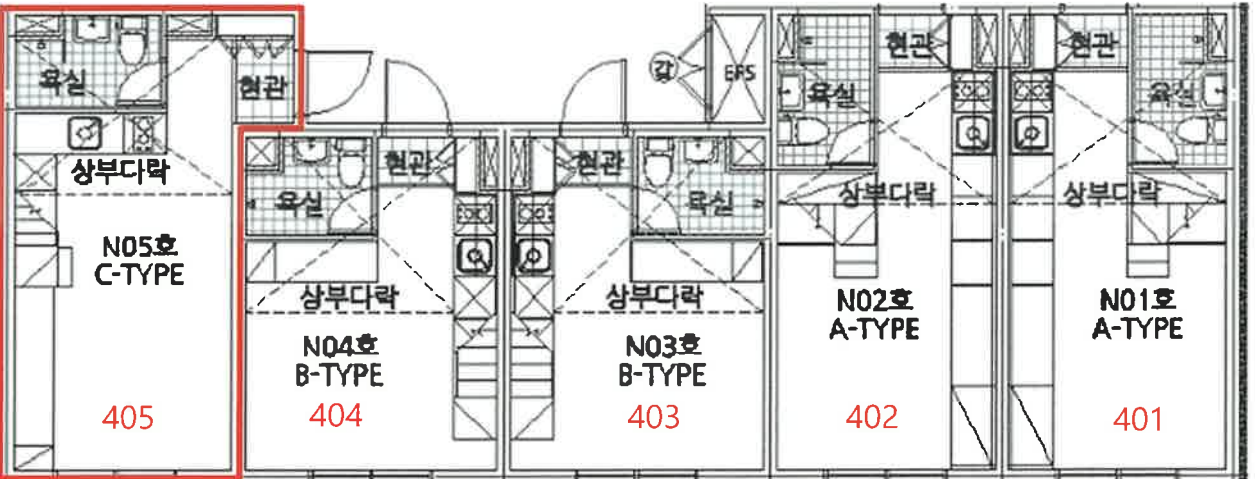 욕실
현관
상부다락
N05호
C-TYPE
405
욕실
현관
상부다락
N04호
B-TYPE
404
현관
욕실
상부다락
N03호
B-TYPE
403
갑
EPS
욕실
현관
상부다락
N02호
A-TYPE
402
현관
욕실
상부다락
N01호
A-TYPE
401